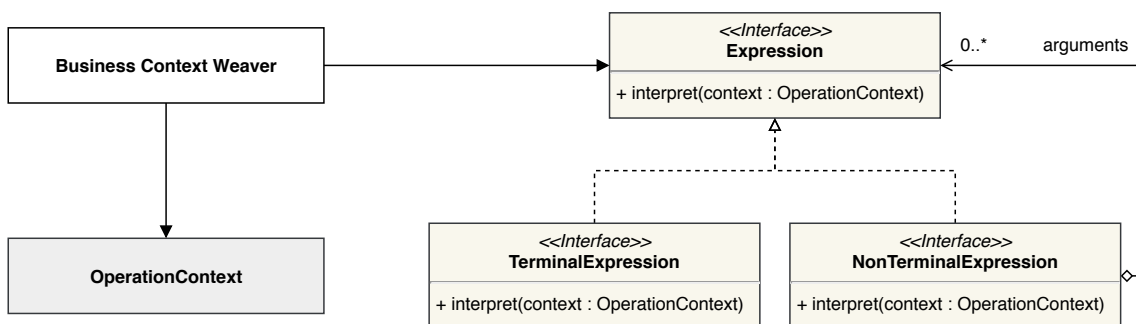 <<Interface>>
Expression
+ interpret(context : OperationContext)
0..*
arguments
Business Context Weaver
OperationContext
<<Interface>>
TerminalExpression
+ interpret(context : OperationContext)
<<Interface>>
NonTerminalExpression
+ interpret(context : OperationContext)